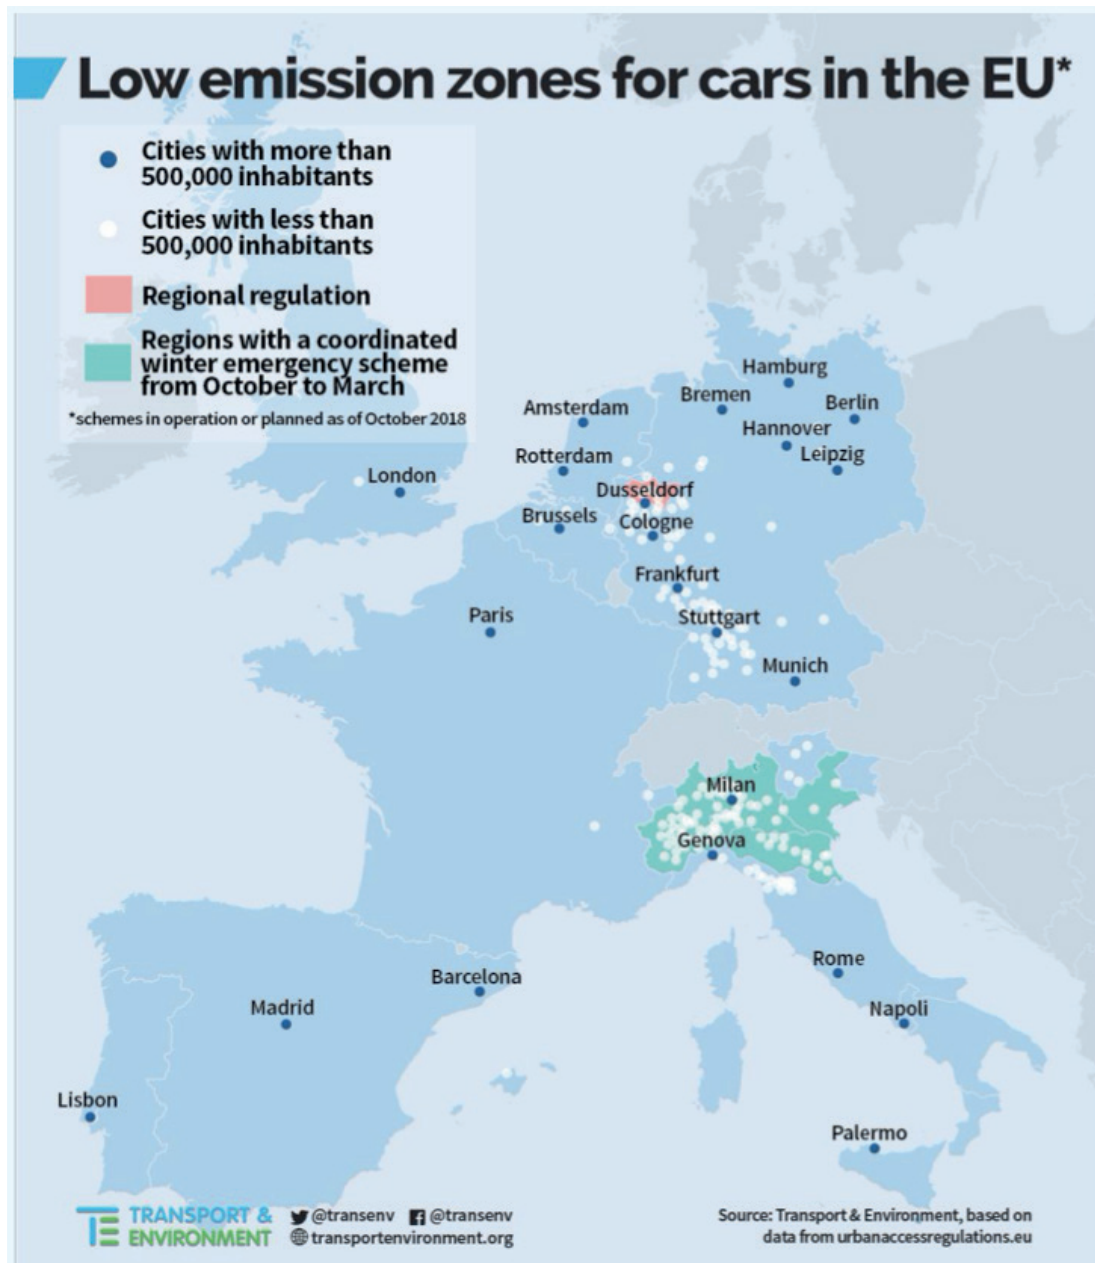 Low emission zones for cars in the EU*
Cities with more than
500,000 inhabitants
Cities with less than
500,000 inhabitants
Regional regulation
Regions with a coordinated
winter emergency scheme
from October to March
*schemes in operation or planned as of October 2018
Hamburg
Bremen
Berlin
Amsterdam
Hannover
Leipzig
Rotterdam
London
Dusseldorf
Brussels
Cologne
Frankfurt
Paris
Stuttgart
Munich
Milan
Genova
Rome
Barcelona
Madrid
Napoli
Lisbon
Palermo
TRANSPORT &
ENVIRONMENT
@transenv @transenv
transportenvironment.org
Source: Transport & Environment, based on
data from urbanaccessregulations.eu